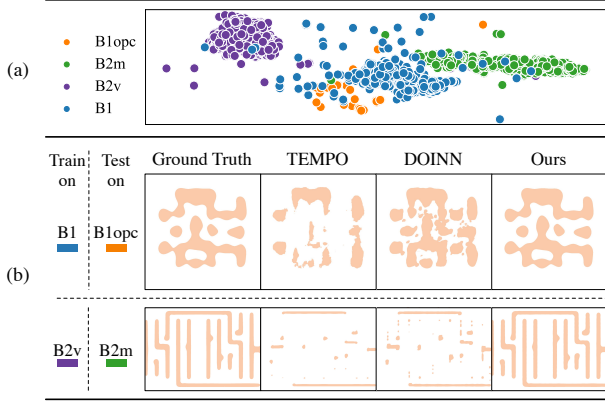 B1opc
B2m
B2v
B1
(a)
Train on
Test on
Ground Truth
TEMPO
DOINN
Ours
B1
B1opc
(b)
B2v
B2m